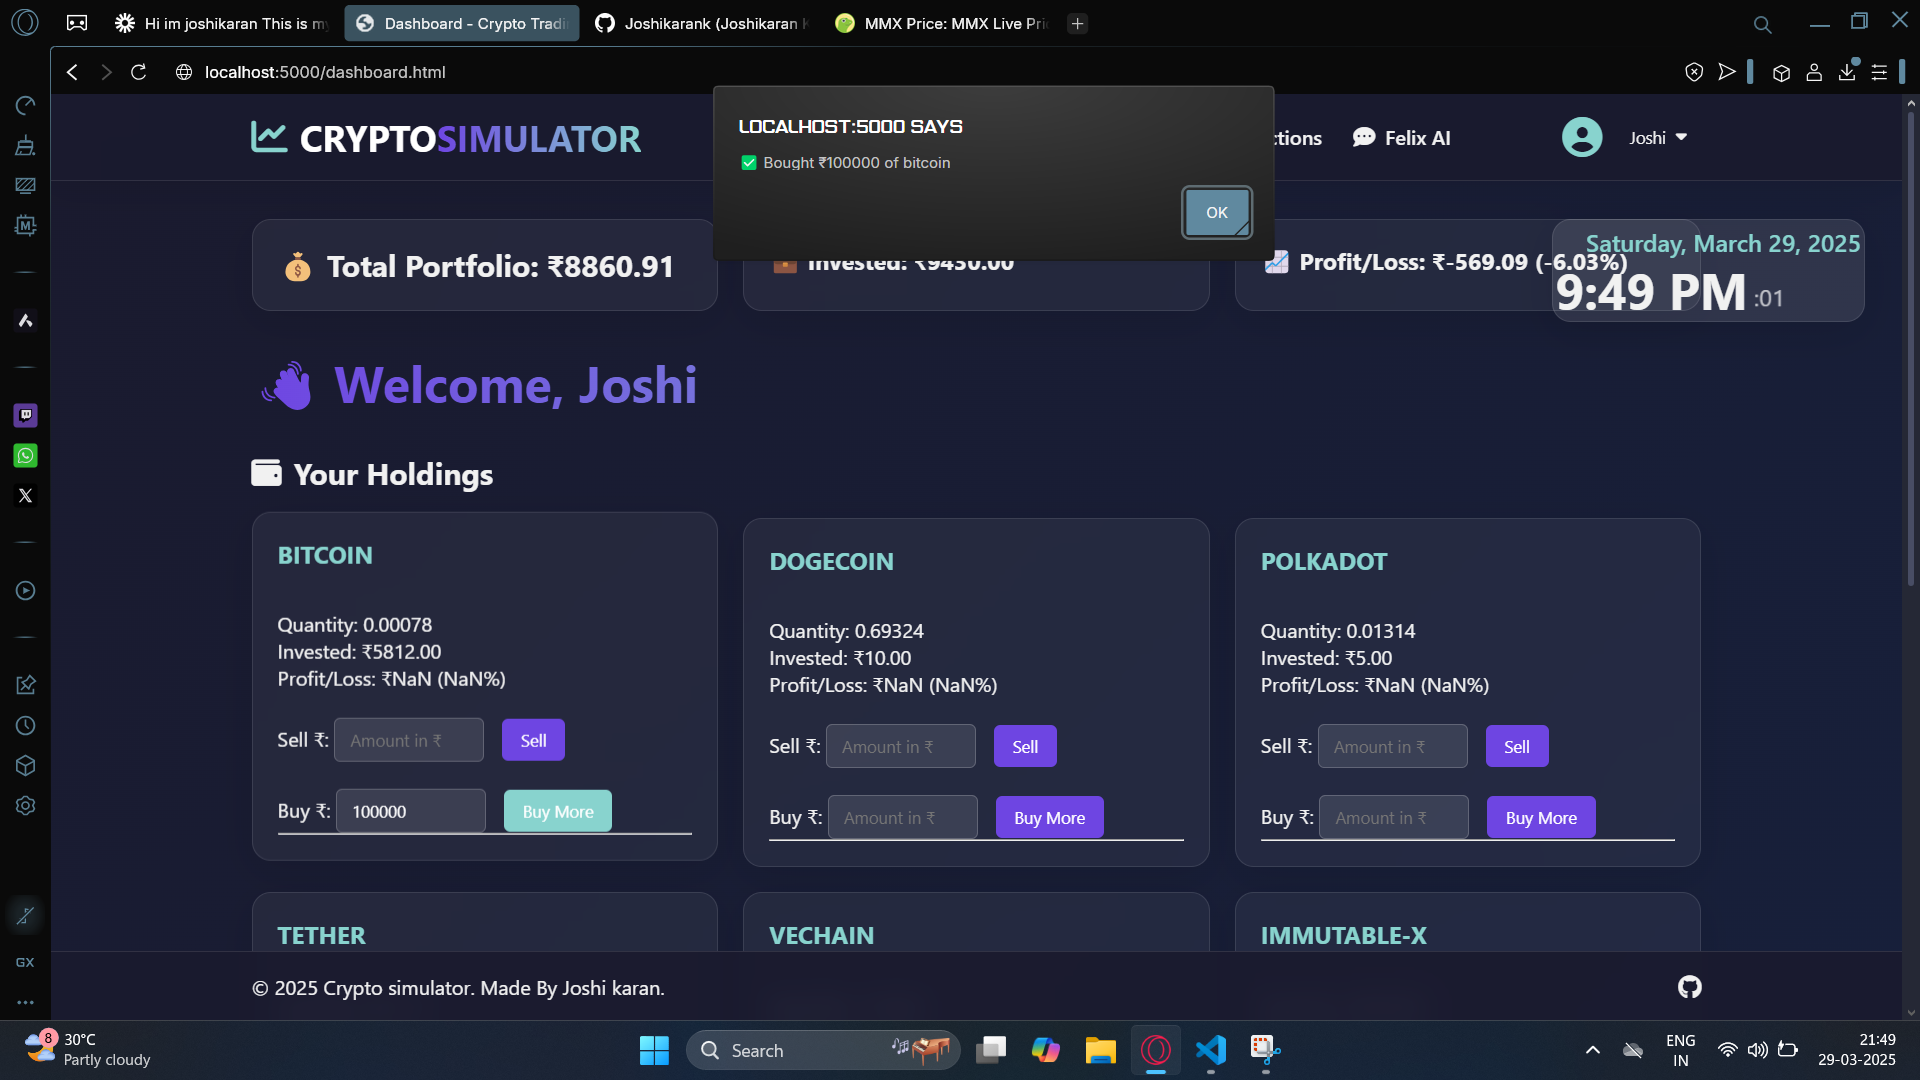 Hi im joshikaran This is my
Dashboard - Crypto Tradi
Joshikarank (Joshikaran K
MMX Price: MMX Live Pric
localhost:5000/dashboard.html
CRYPTOSIMULATOR
ctions
Felix AI
Joshi
LOCALHOST:5000 SAYS
✅ Bought ₹100000 of bitcoin
OK
Total Portfolio: ₹8860.91
Invested: ₹9430.00
Profit/Loss: ₹-569.09 (-6.03%)
Saturday, March 29, 2025
9:49 PM :01
Welcome, Joshi
Your Holdings
BITCOIN
Quantity: 0.00078
Invested: ₹5812.00
Profit/Loss: ₹NaN (NaN%)
Sell ₹: Amount in ₹ Sell
Buy ₹: 100000 Buy More
DOGECOIN
Quantity: 0.69324
Invested: ₹10.00
Profit/Loss: ₹NaN (NaN%)
Sell ₹: Amount in ₹ Sell
Buy ₹: Amount in ₹ Buy More
POLKADOT
Quantity: 0.01314
Invested: ₹5.00
Profit/Loss: ₹NaN (NaN%)
Sell ₹: Amount in ₹ Sell
Buy ₹: Amount in ₹ Buy More
TETHER
VECHAIN
IMMUTABLE-X
© 2025 Crypto simulator. Made By Joshi karan.
GX
8
30°C
Partly cloudy
Search
ENG
IN
21:49
29-03-2025